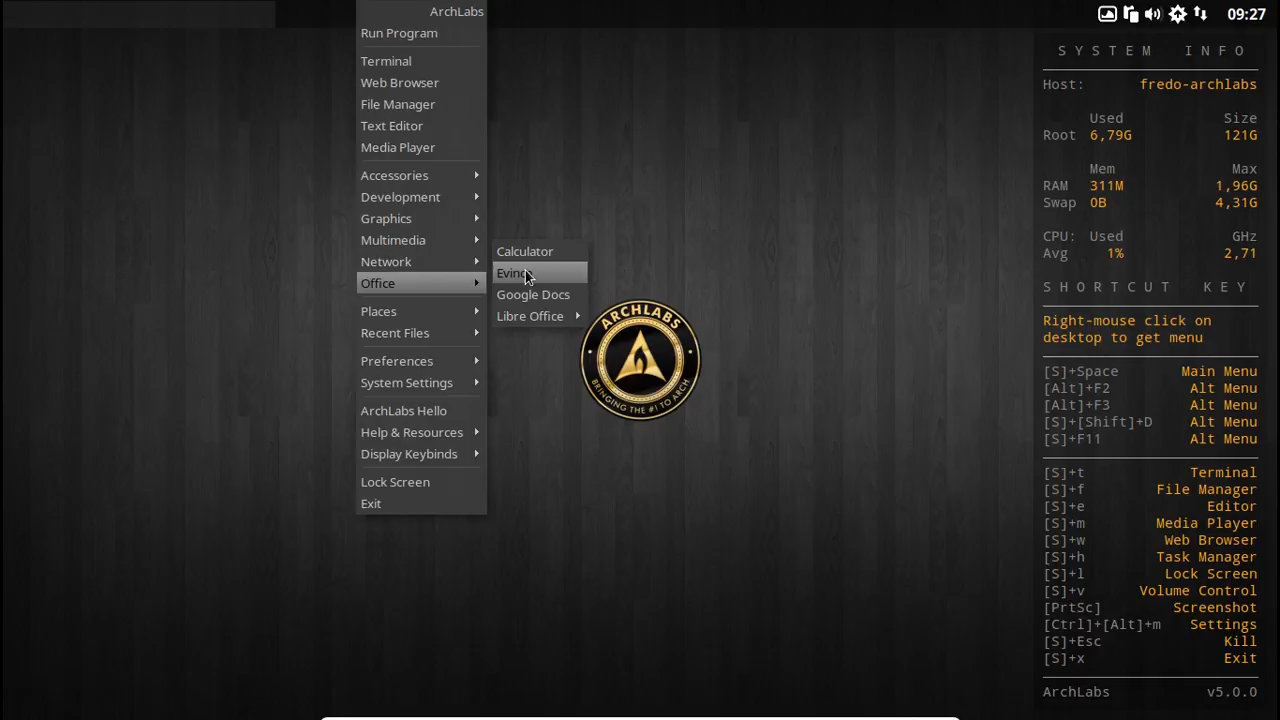 09:27
ArchLabs
Run Program
Terminal
Web Browser
File Manager
Text Editor
Media Player
Accessories
Development
Graphics
Multimedia
Network
Office
Places
Recent Files
Preferences
System Settings
ArchLabs Hello
Help & Resources
Display Keybinds
Lock Screen
Exit
Calculator
Evince
Google Docs
Libre Office
ARCHLABS
BRINGING THE #1 TO ARCH
SYSTEM INFO
Host: fredo-archlabs
Used Size
Root 6,79G 121G
Mem Max
RAM 311M 1,96G
Swap 0B 4,31G
CPU: Used GHz
Avg 1% 2,71
SHORTCUT KEY
Right-mouse click on
desktop to get menu
[S]+Space Main Menu
[Alt]+F2 Alt Menu
[Alt]+F3 Alt Menu
[S]+[Shift]+D Alt Menu
[S]+F11 Alt Menu
[S]+t Terminal
[S]+f File Manager
[S]+e Editor
[S]+m Media Player
[S]+w Web Browser
[S]+h Task Manager
[S]+l Lock Screen
[S]+v Volume Control
[PrtSc] Screenshot
[Ctrl]+[Alt]+m Settings
[S]+Esc Kill
[S]+x Exit
ArchLabs v5.0.0